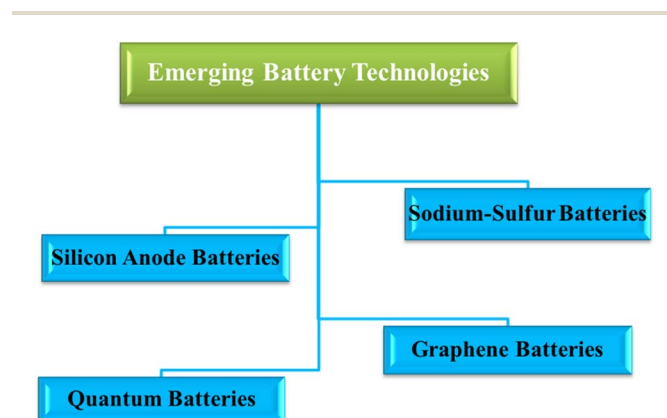 Emerging Battery Technologies
Sodium-Sulfur Batteries
Silicon Anode Batteries
Graphene Batteries
Quantum Batteries